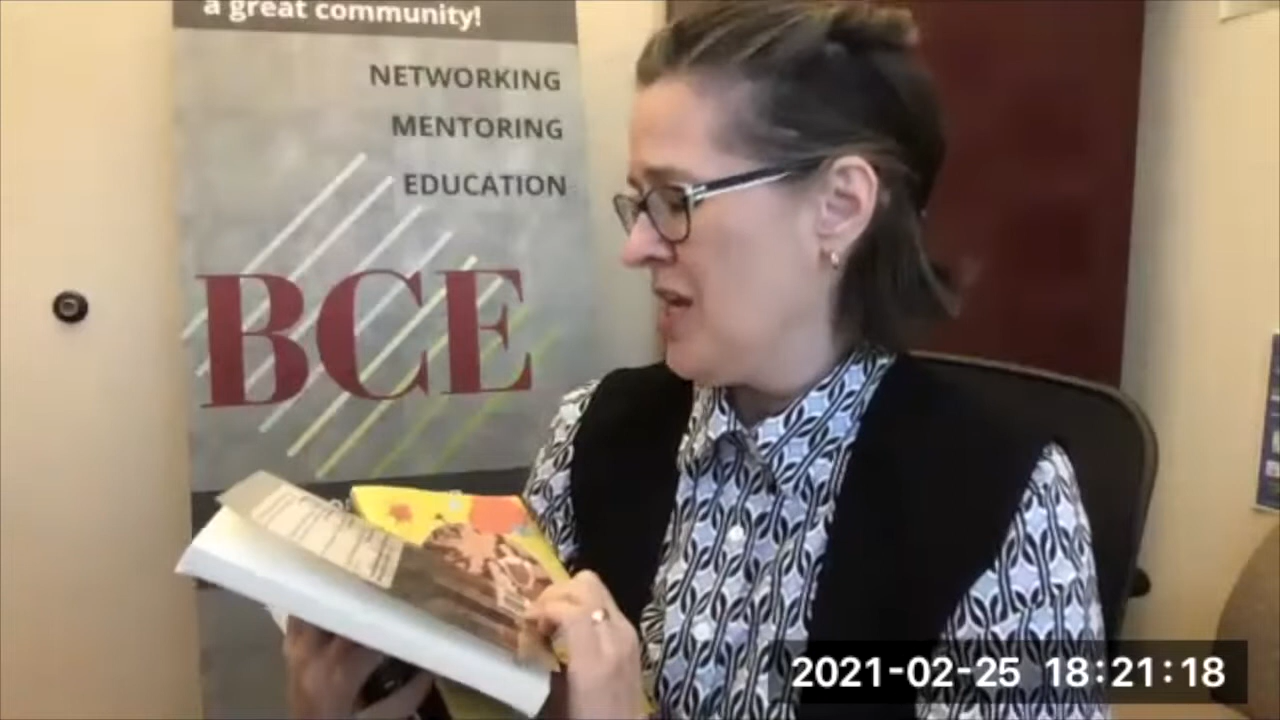 a great community!
NETWORKING
MENTORING
EDUCATION
BCE
2021-02-25 18:21:18